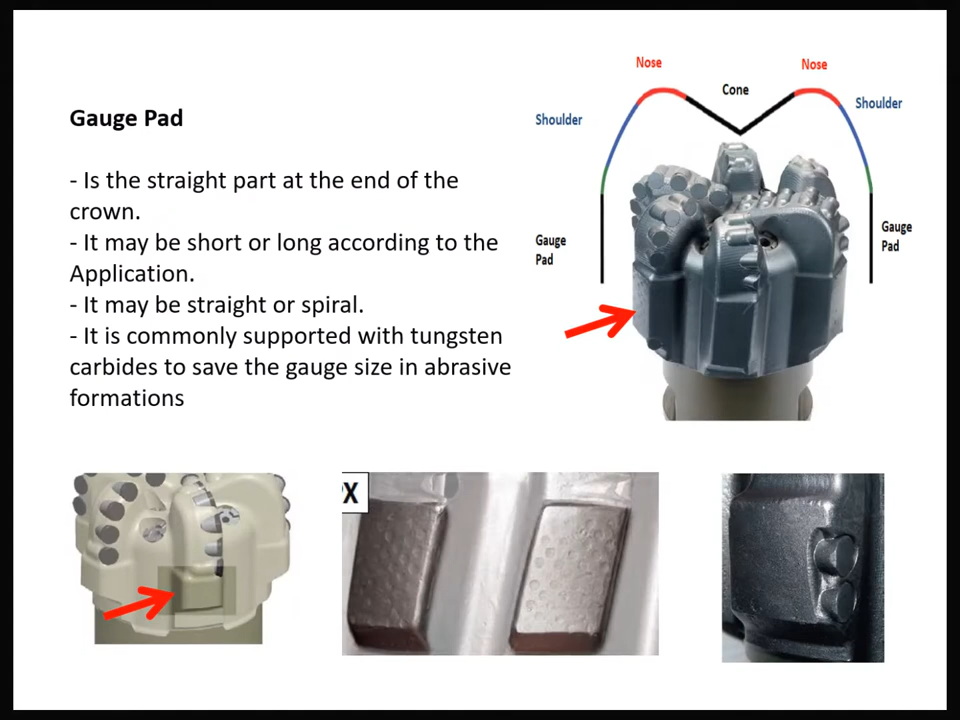 Nose
Nose
Cone
Shoulder
Shoulder
Gauge Pad
- Is the straight part at the end of the
crown.
- It may be short or long according to the
Application.
- It may be straight or spiral.
- It is commonly supported with tungsten
carbides to save the gauge size in abrasive
formations
Gauge
Pad
Gauge
Pad
X